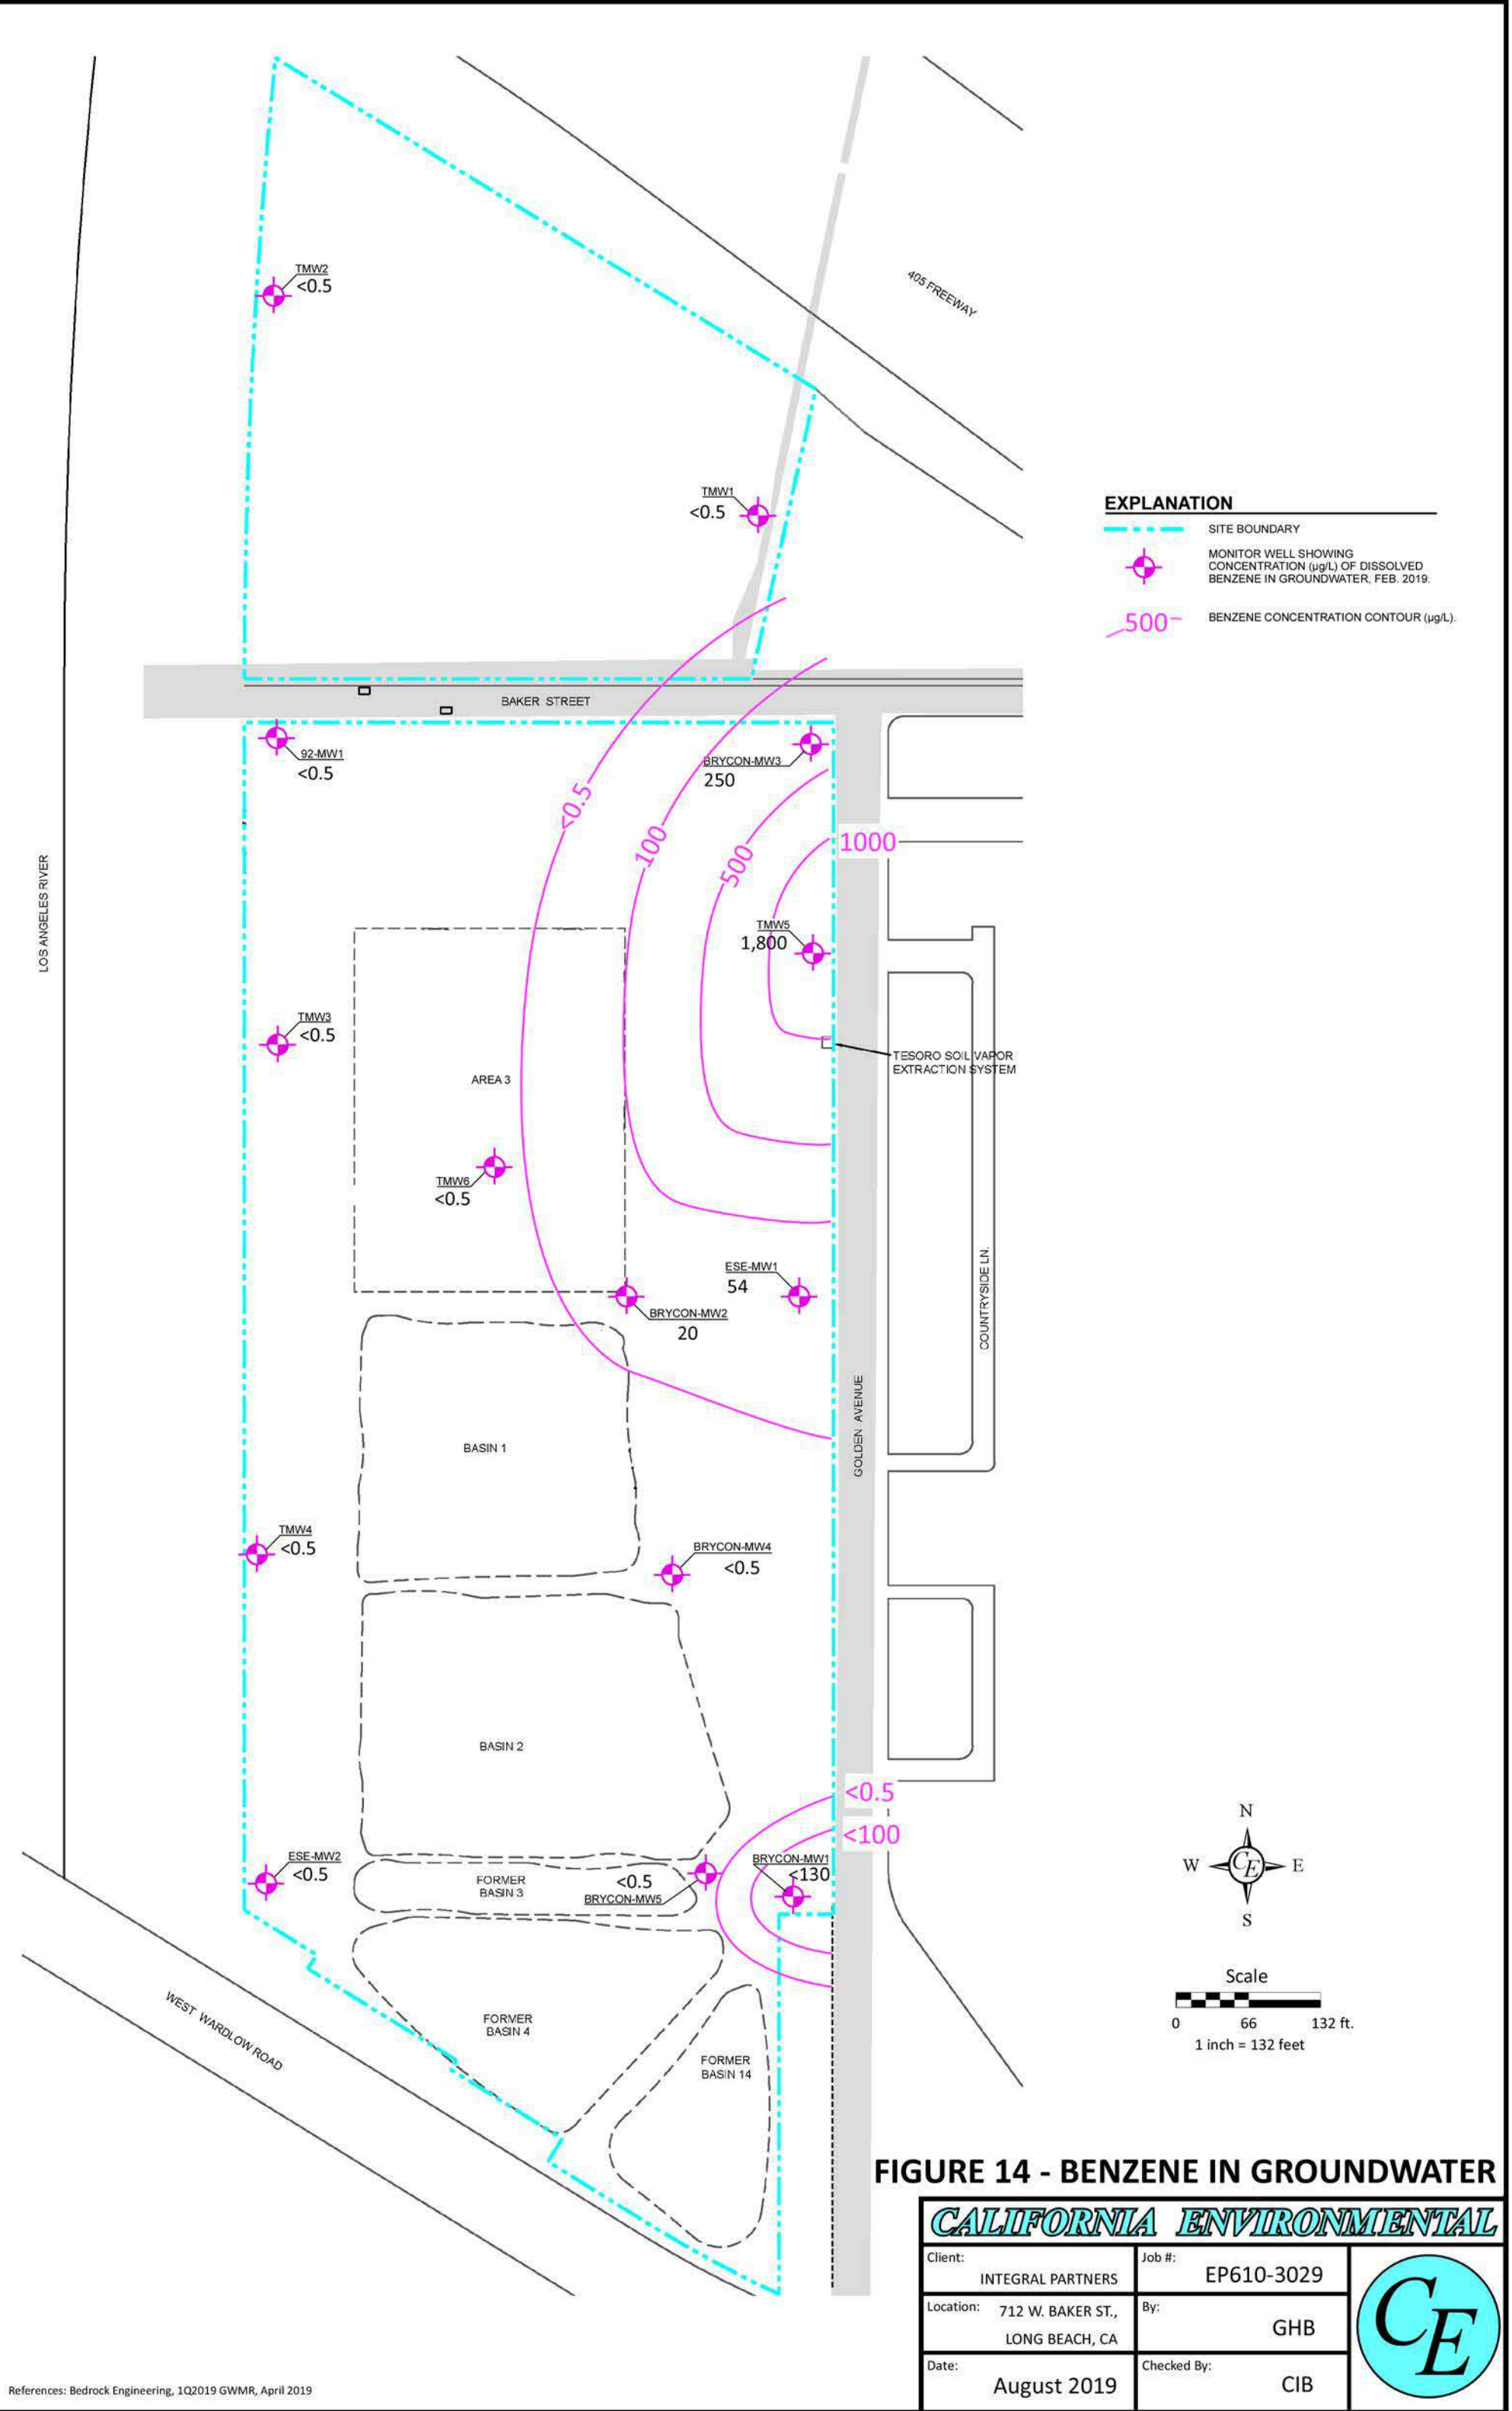 TMW2
<0.5
405 FREEWAY
TMW1
<0.5
EXPLANATION
SITE BOUNDARY
MONITOR WELL SHOWING
CONCENTRATION (µg/L) OF DISSOLVED
BENZENE IN GROUNDWATER, FEB. 2019.
500
BENZENE CONCENTRATION CONTOUR (µg/L).
BAKER STREET
92-MW1
<0.5
BRYCON-MW3
250
<0.5
100
500
1000
LOS ANGELES RIVER
TMW5
1,800
TMW3
<0.5
TESORO SOIL VAPOR
EXTRACTION SYSTEM
AREA 3
TMW6
<0.5
ESE-MW1
54
BRYCON-MW2
20
COUNTRYSIDE LN.
GOLDEN AVENUE
BASIN 1
TMW4
<0.5
BRYCON-MW4
<0.5
BASIN 2
<0.5
<100
ESE-MW2
<0.5
FORMER
BASIN 3
<0.5
BRYCON-MW5
BRYCON-MW1
<130
N
W
CE
E
S
WEST WARDLOW ROAD
FORMER
BASIN 4
FORMER
BASIN 14
Scale
0 66 132 ft.
1 inch = 132 feet
FIGURE 14 - BENZENE IN GROUNDWATER
CALIFORNIA ENVIRONMENTAL
Client:
INTEGRAL PARTNERS
Job #:
EP610-3029
Location: 712 W. BAKER ST.,
LONG BEACH, CA
By:
GHB
Date:
August 2019
Checked By:
CIB
CE
References: Bedrock Engineering, 1Q2019 GWMR, April 2019